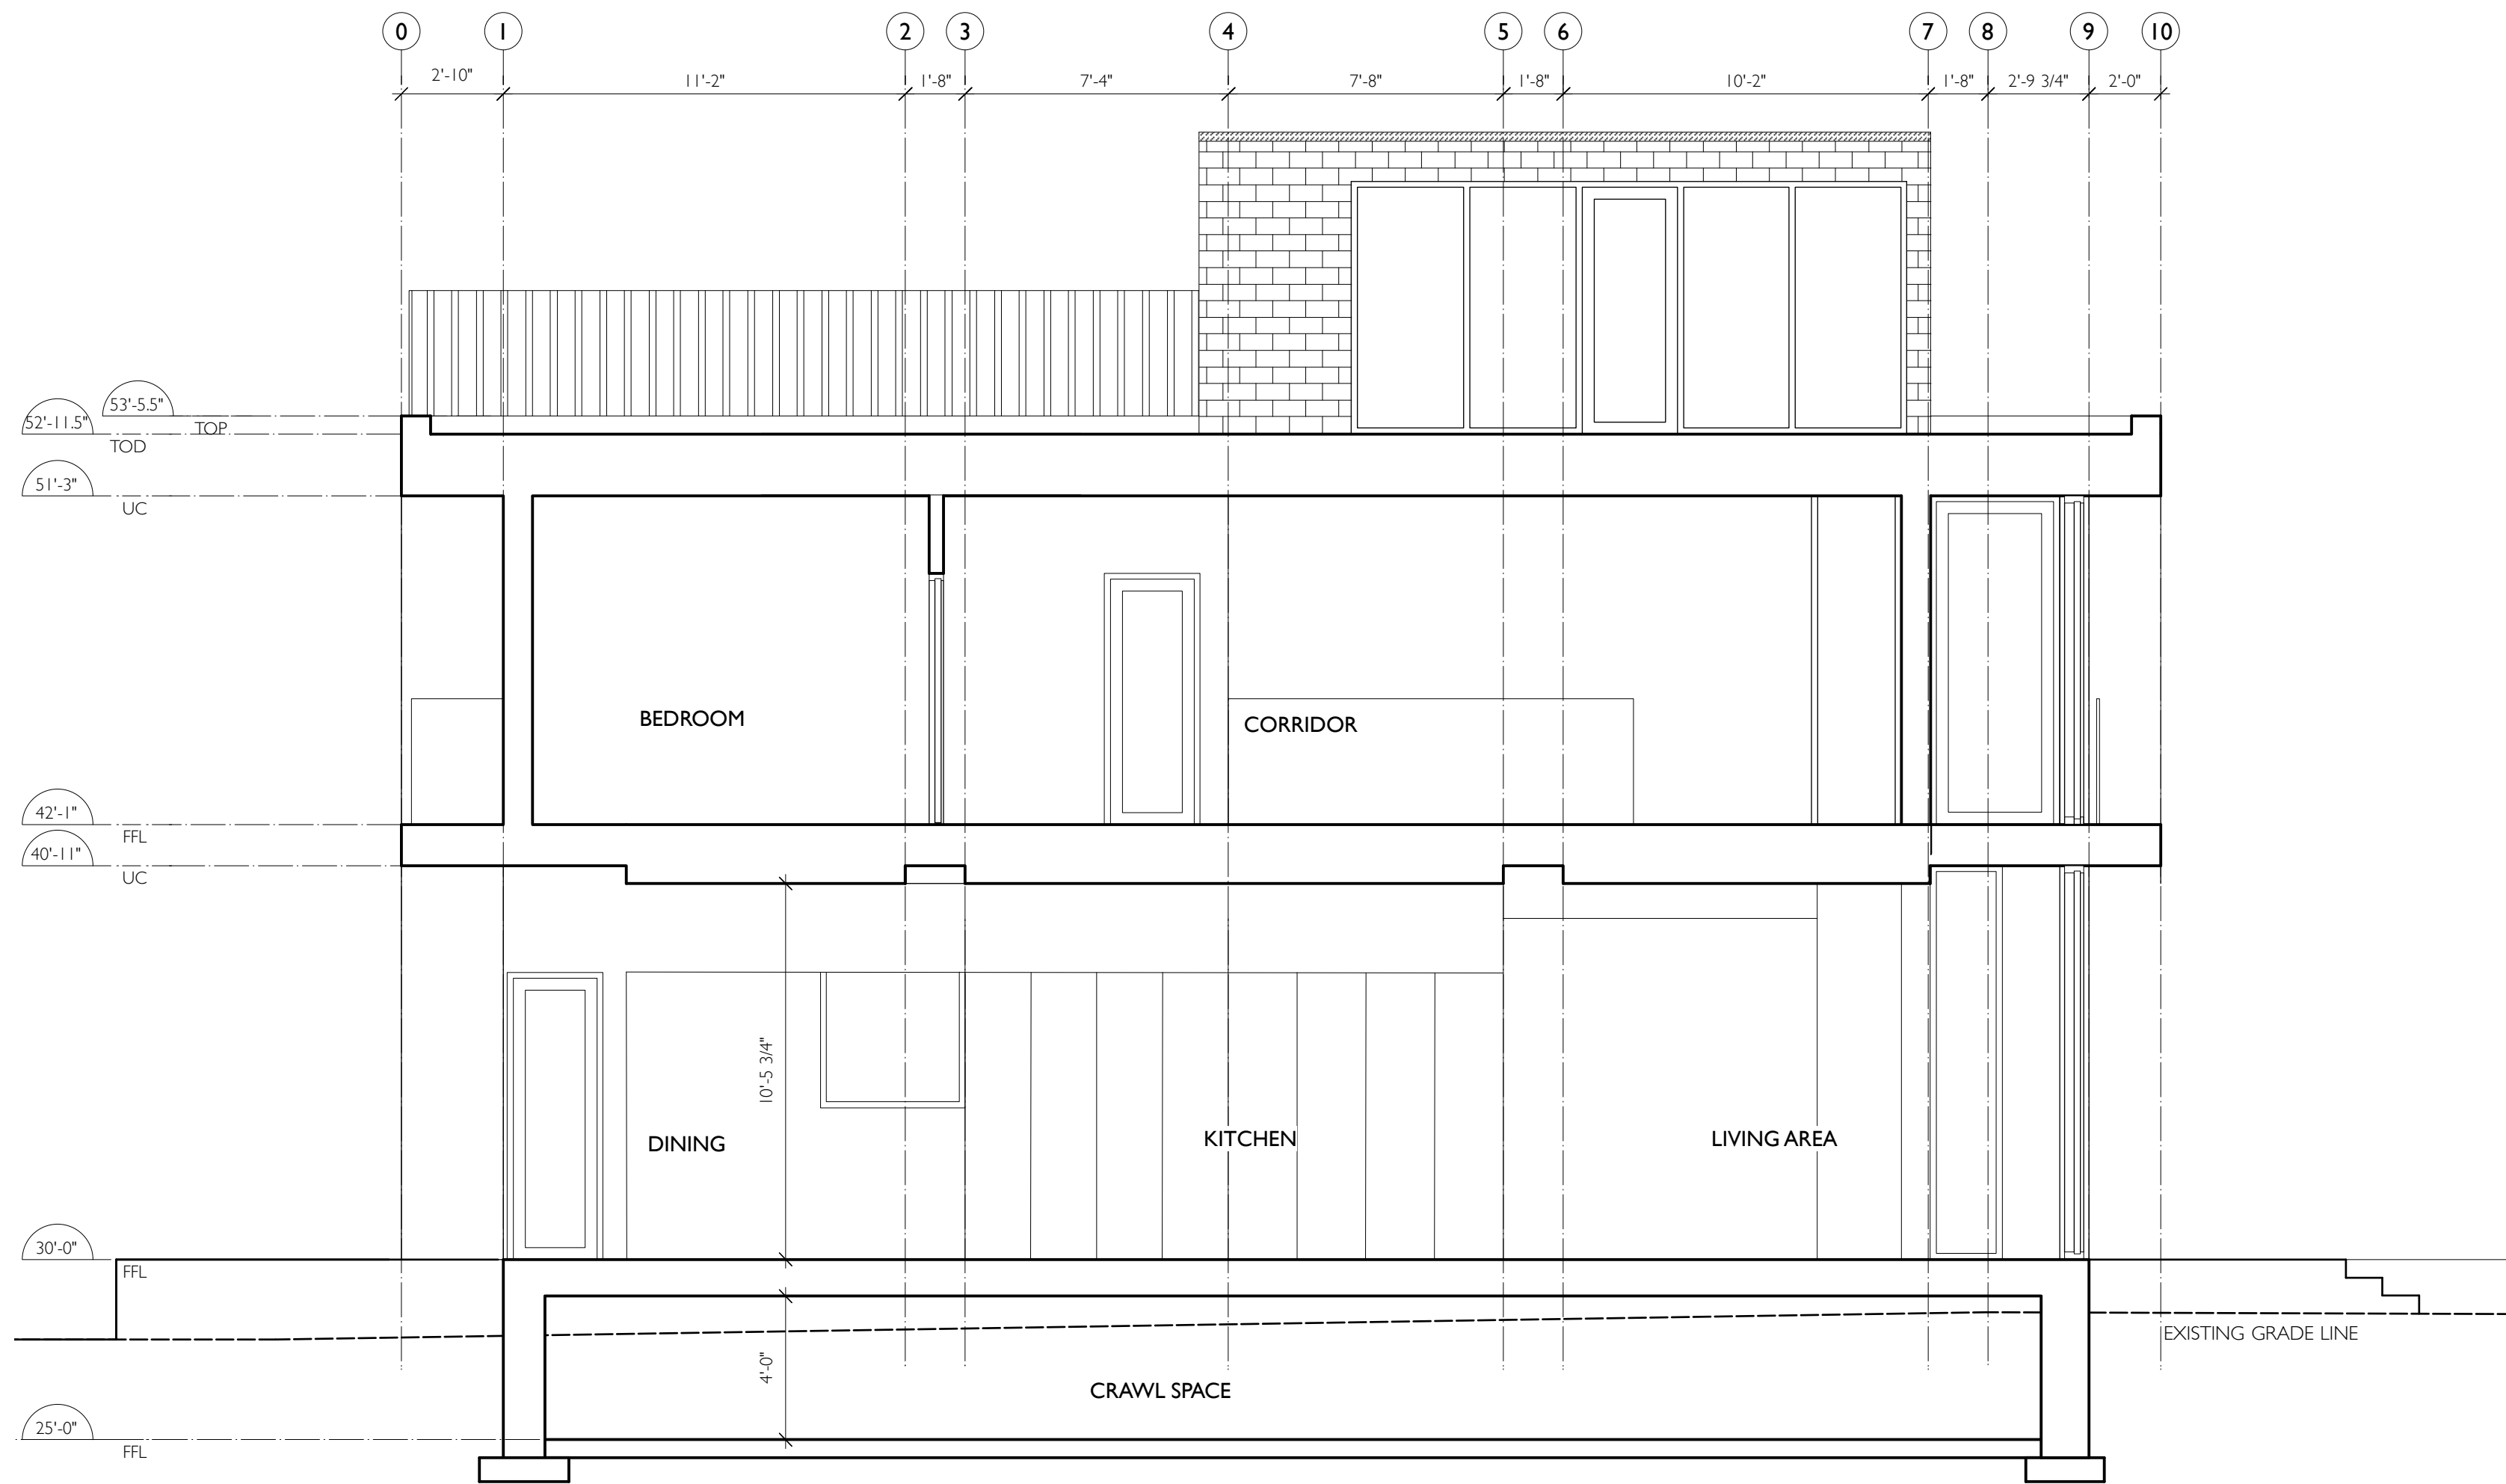 0 1 2 3 4 5 6 7 8 9 10
2'-10" 11'-2" 1'-8" 7'-4" 7'-8" 1'-8" 10'-2" 1'-8" 2'-9 3/4" 2'-0"
53'-5.5"
TOP
52'-11.5"
TOD
51'-3"
UC
BEDROOM
CORRIDOR
42'-1"
FFL
40'-11"
UC
10'-5 3/4"
DINING
KITCHEN
LIVING AREA
30'-0"
FFL
EXISTING GRADE LINE
4'-0"
CRAWL SPACE
25'-0"
FFL